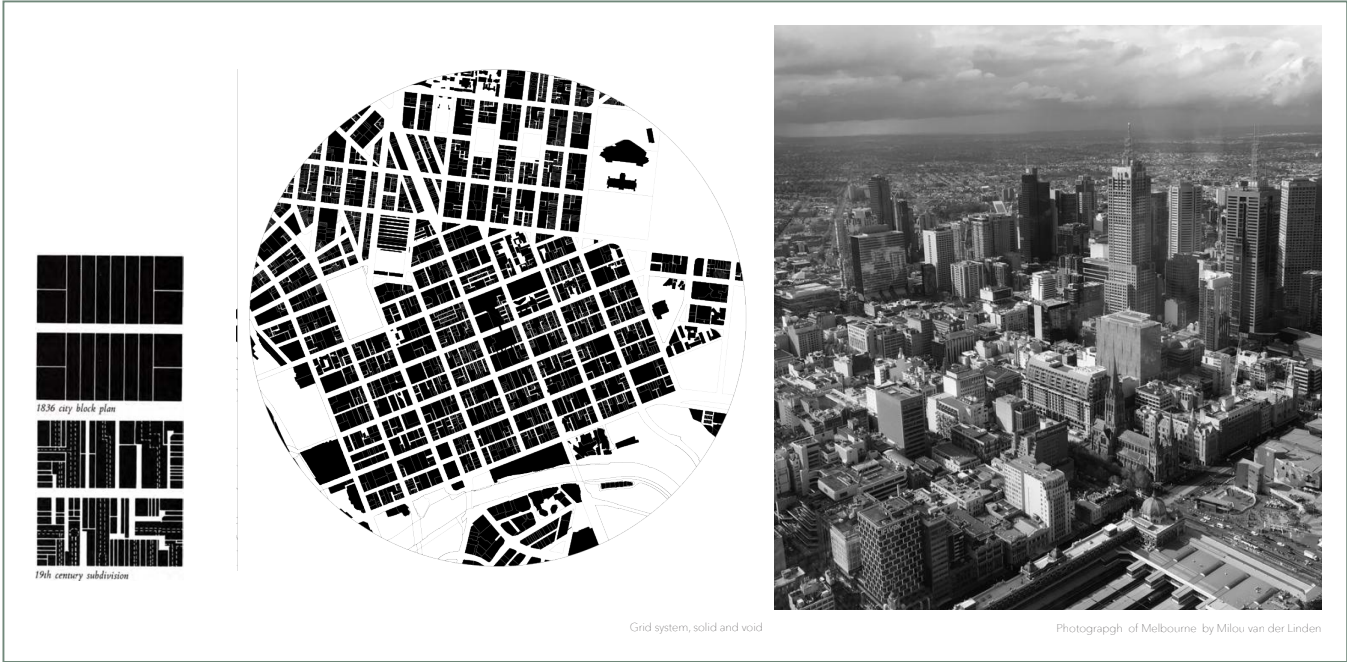 1836 city block plan
19th century subdivision
Grid system, solid and void
Photograpgh of Melbourne by Milou van der Linden